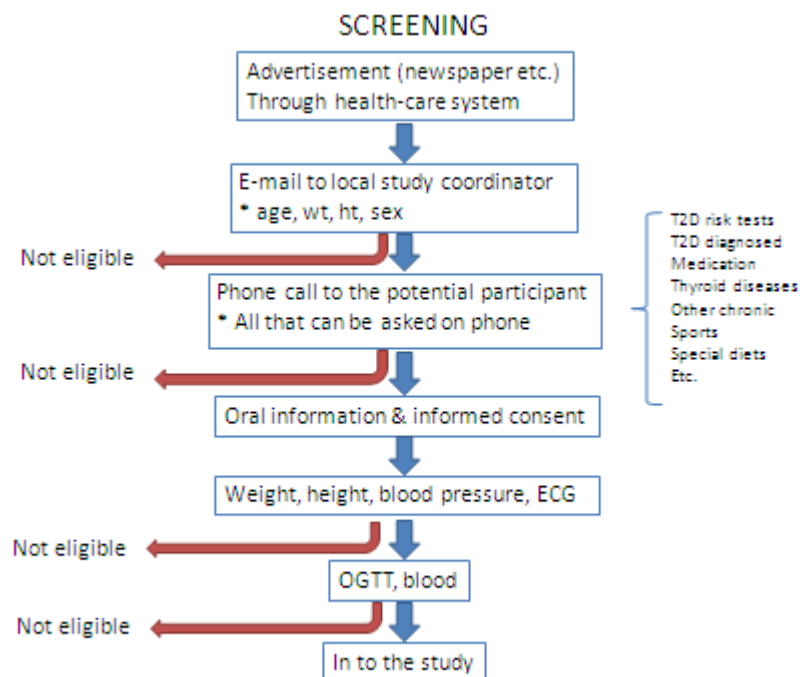 SCREENING
Advertisement (newspaper etc.)
Through health-care system
E-mail to local study coordinator
* age, wt, ht, sex
Not eligible
Phone call to the potential participant
* All that can be asked on phone
T2D risk tests
T2D diagnosed
Medication
Thyroid diseases
Other chronic
Sports
Special diets
Etc.
Not eligible
Oral information & informed consent
Weight, height, blood pressure, ECG
Not eligible
OGTT, blood
Not eligible
In to the study